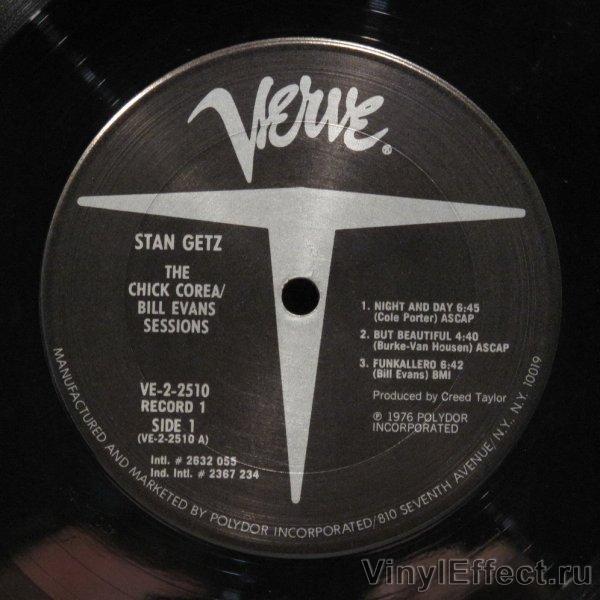 Verve®
STAN GETZ
THE
CHICK COREA/
BILL EVANS
SESSIONS
VE-2-2510
RECORD 1
SIDE 1
(VE-2-2510 A)
Intl. # 2632 055
Ind. Intl. # 2367 234
1. NIGHT AND DAY 6:45
(Cole Porter) ASCAP
2. BUT BEAUTIFUL 4:40
(Burke-Van Housen) ASCAP
3. FUNKALLERO 6:42
(Bill Evans) BMI
Produced by Creed Taylor
℗ 1976 POLYDOR
INCORPORATED
MANUFACTURED AND MARKETED BY POLYDOR INCORPORATED/810 SEVENTH AVENUE/N.Y. N.Y. 10019
VinylEffect.ru